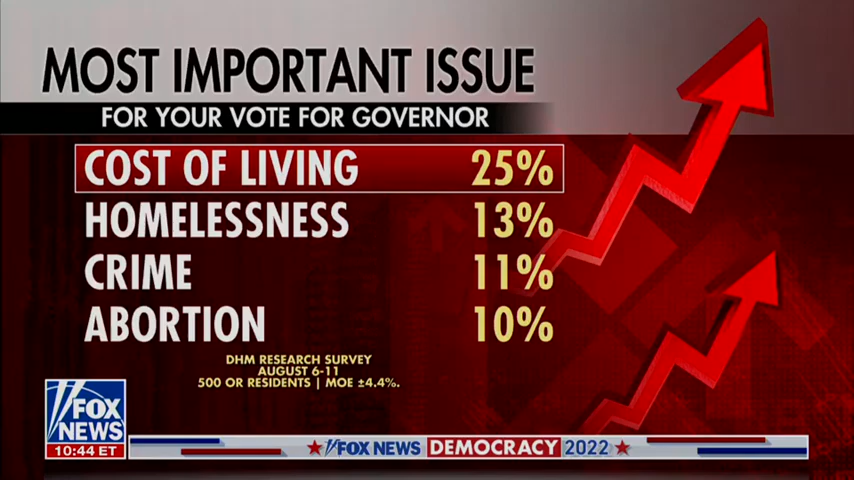 MOST IMPORTANT ISSUE
FOR YOUR VOTE FOR GOVERNOR
COST OF LIVING 25%
HOMELESSNESS 13%
CRIME 11%
ABORTION 10%
DHM RESEARCH SURVEY
AUGUST 6-11
500 OR RESIDENTS | MOE ±4.4%.
FOX
NEWS
10:44 ET
FOX NEWS DEMOCRACY 2022